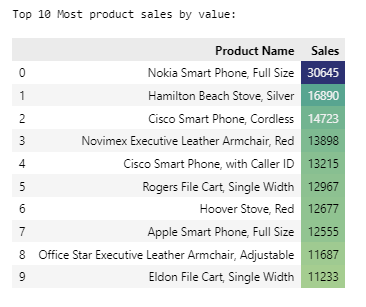 Top 10 Most product sales by value:
Product Name Sales
0 Nokia Smart Phone, Full Size 30645
1 Hamilton Beach Stove, Silver 16890
2 Cisco Smart Phone, Cordless 14723
3 Novimex Executive Leather Armchair, Red 13898
4 Cisco Smart Phone, with Caller ID 13215
5 Rogers File Cart, Single Width 12967
6 Hoover Stove, Red 12677
7 Apple Smart Phone, Full Size 12555
8 Office Star Executive Leather Armchair, Adjustable 11687
9 Eldon File Cart, Single Width 11233